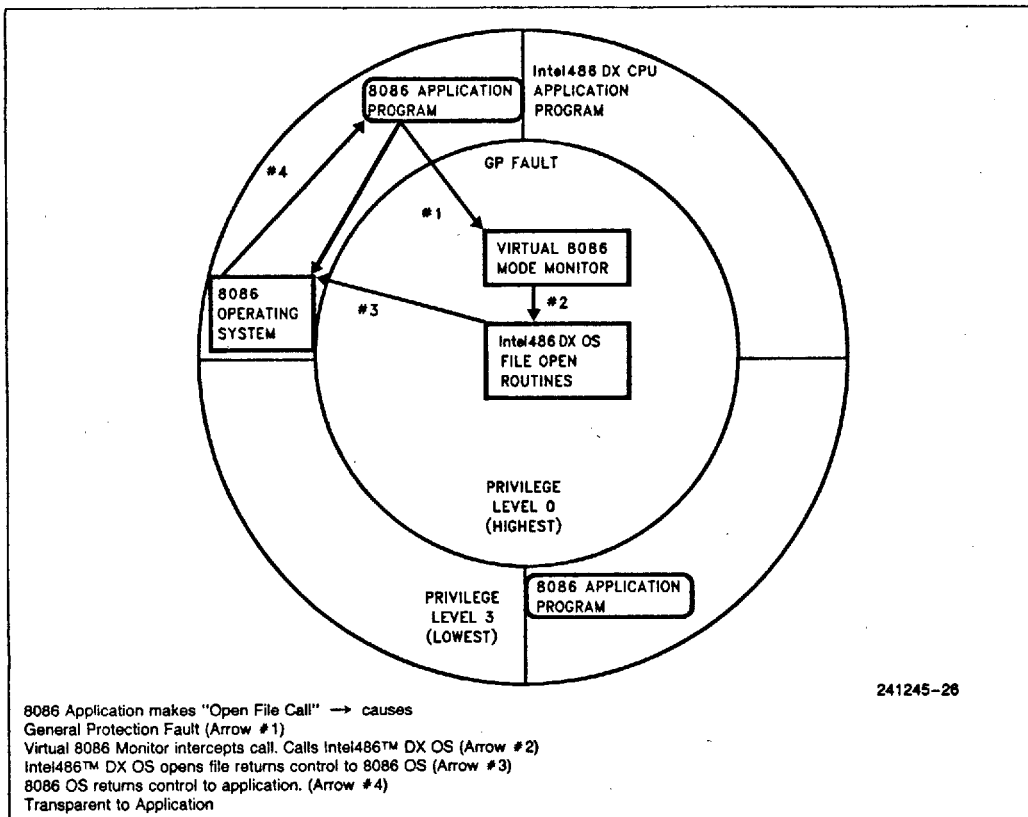 8086 APPLICATION
PROGRAM
Intel486 DX CPU
APPLICATION
PROGRAM
GP FAULT
#4
#1
VIRTUAL 8086
MODE MONITOR
8086
OPERATING
SYSTEM
#3
#2
Intel486 DX OS
FILE OPEN
ROUTINES
PRIVILEGE
LEVEL 0
(HIGHEST)
PRIVILEGE
LEVEL 3
(LOWEST)
8086 APPLICATION
PROGRAM
241245-26
8086 Application makes "Open File Call" → causes
General Protection Fault (Arrow #1)
Virtual 8086 Monitor intercepts call. Calls Intel486™ DX OS (Arrow #2)
Intel486™ DX OS opens file returns control to 8086 OS (Arrow #3)
8086 OS returns control to application. (Arrow #4)
Transparent to Application